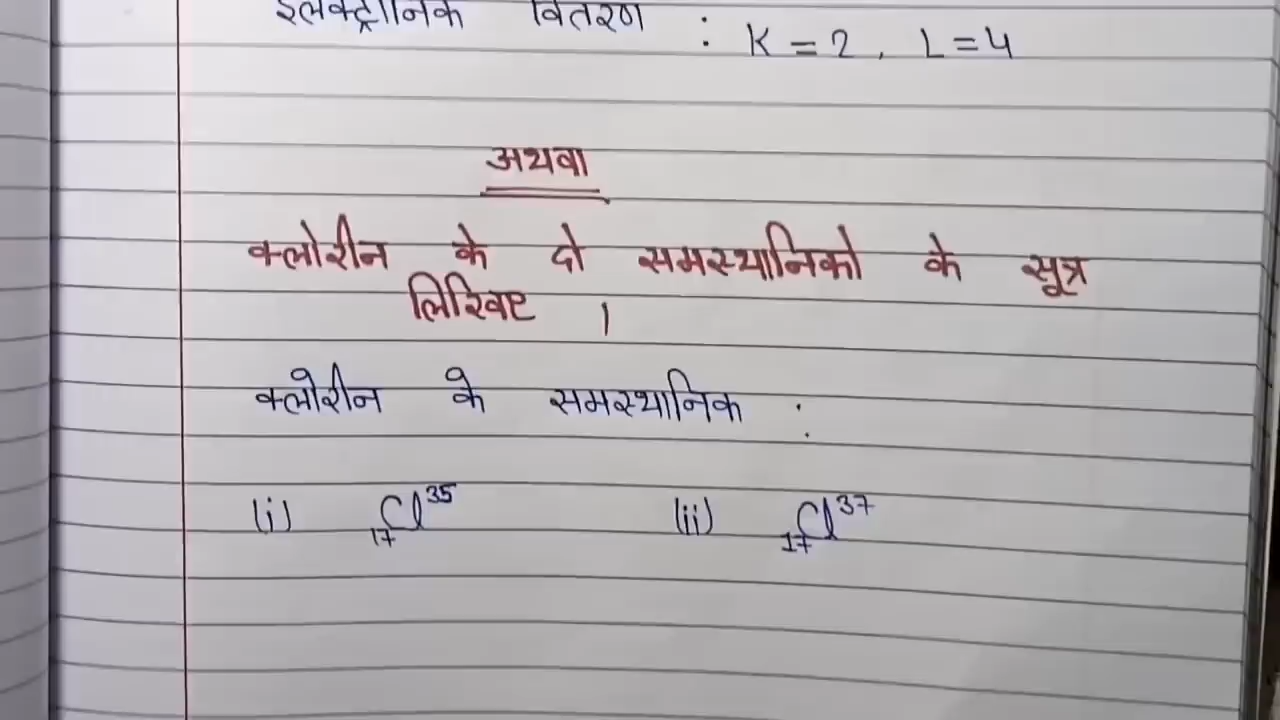 इलेक्ट्रॉनिक वितरण : K = 2, L = 4
अथवा
क्लोरीन के दो समस्थानिको के सूत्र
लिखिए ।
क्लोरीन के समस्थानिक :
(i) ₁₇Cl³⁵ (ii) ₁₇Cl³⁷